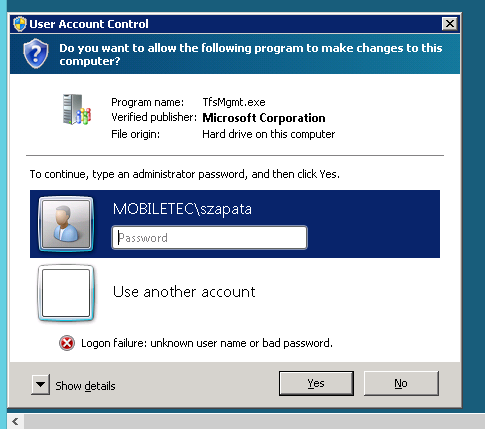 User Account Control
Do you want to allow the following program to make changes to this
computer?
Program name: TfsMgmt.exe
Verified publisher: Microsoft Corporation
File origin: Hard drive on this computer
To continue, type an administrator password, and then click Yes.
MOBILETEC\szapata
Password
Use another account
Logon failure: unknown user name or bad password.
Show details
Yes
No